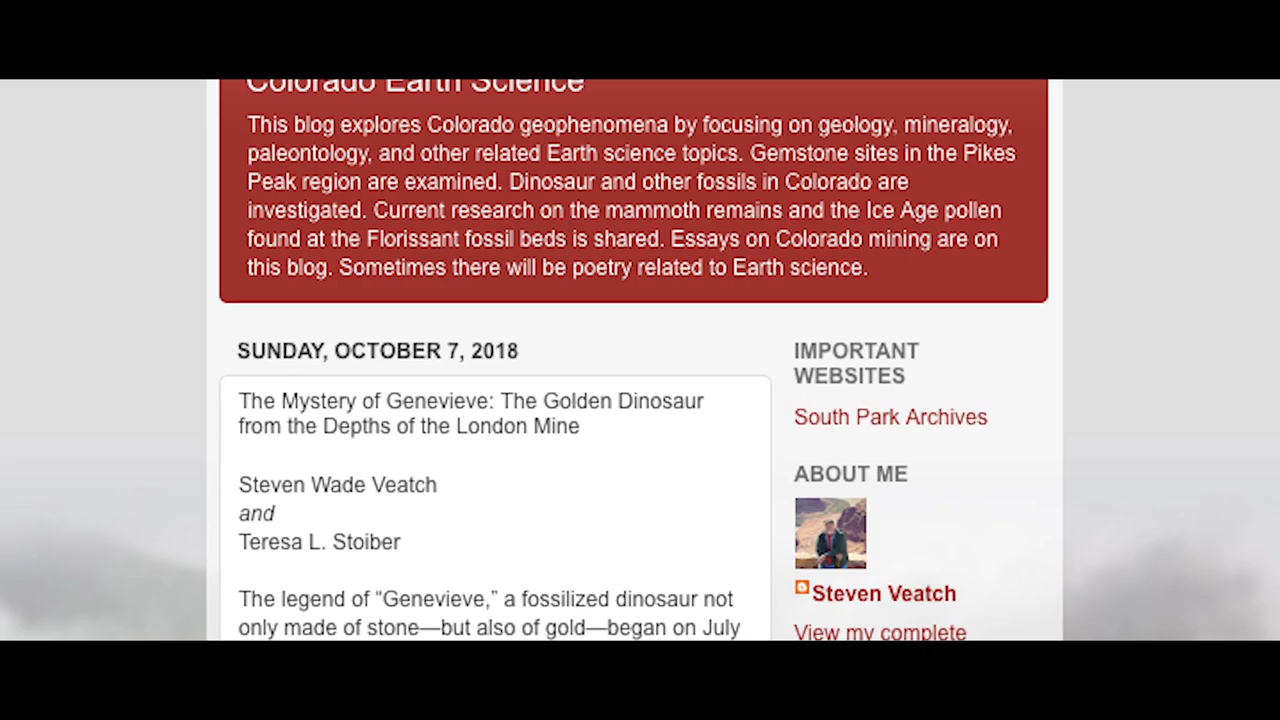 Colorado Earth Science
This blog explores Colorado geophenomena by focusing on geology, mineralogy,
paleontology, and other related Earth science topics. Gemstone sites in the Pikes
Peak region are examined. Dinosaur and other fossils in Colorado are
investigated. Current research on the mammoth remains and the Ice Age pollen
found at the Florissant fossil beds is shared. Essays on Colorado mining are on
this blog. Sometimes there will be poetry related to Earth science.
SUNDAY, OCTOBER 7, 2018
The Mystery of Genevieve: The Golden Dinosaur
from the Depths of the London Mine
Steven Wade Veatch
and
Teresa L. Stoiber
The legend of “Genevieve,” a fossilized dinosaur not
only made of stone—but also of gold—began on July
IMPORTANT
WEBSITES
South Park Archives
ABOUT ME
Steven Veatch
View my complete